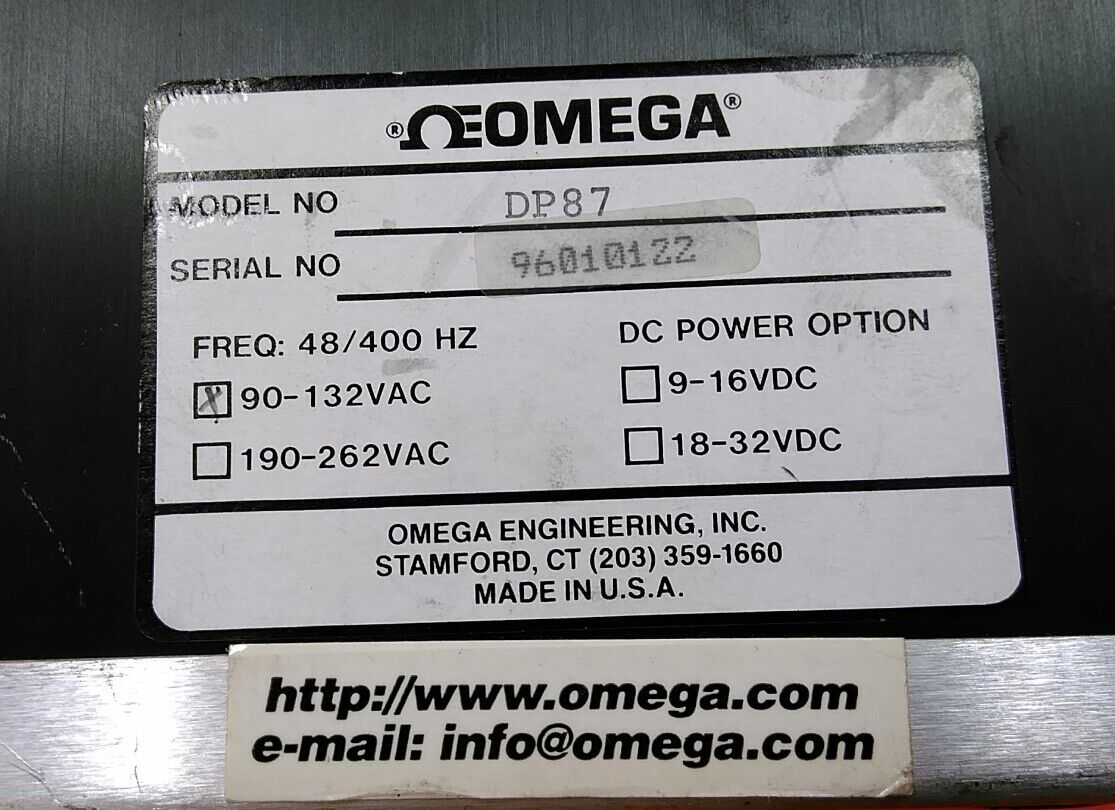 ® ΩEOMEGA®
MODEL NO DP87
SERIAL NO 96010122
FREQ: 48/400 HZ
DC POWER OPTION
☒ 90-132VAC
☐ 9-16VDC
☐ 190-262VAC
☐ 18-32VDC
OMEGA ENGINEERING, INC.
STAMFORD, CT (203) 359-1660
MADE IN U.S.A.
http://www.omega.com
e-mail: info@omega.com